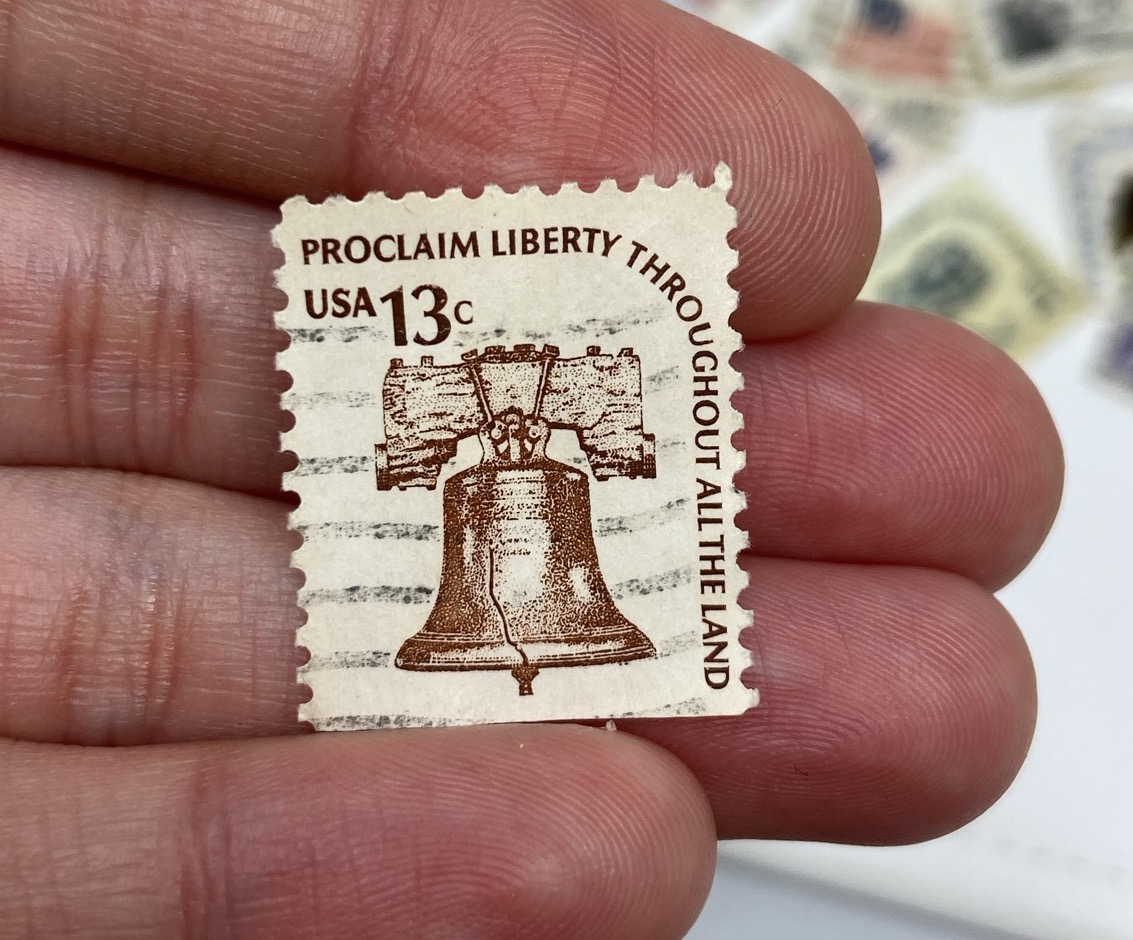 PROCLAIM LIBERTY THROUGHOUT ALL THE LAND
USA 13c